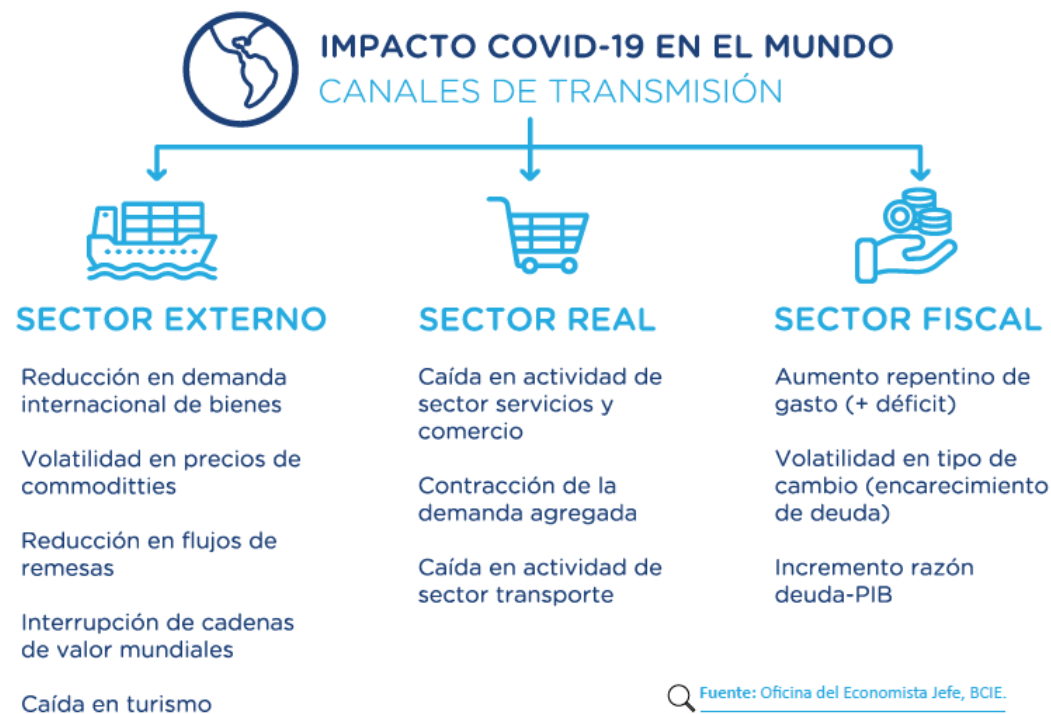 IMPACTO COVID-19 EN EL MUNDO
CANALES DE TRANSMISIÓN
SECTOR EXTERNO
Reducción en demanda
internacional de bienes
Volatilidad en precios de
commoditties
Reducción en flujos de
remesas
Interrupción de cadenas
de valor mundiales
Caída en turismo
SECTOR REAL
Caída en actividad de
sector servicios y
comercio
Contracción de la
demanda agregada
Caída en actividad de
sector transporte
SECTOR FISCAL
Aumento repentino de
gasto (+ déficit)
Volatilidad en tipo de
cambio (encarecimiento
de deuda)
Incremento razón
deuda-PIB
Fuente: Oficina del Economista Jefe, BCIE.